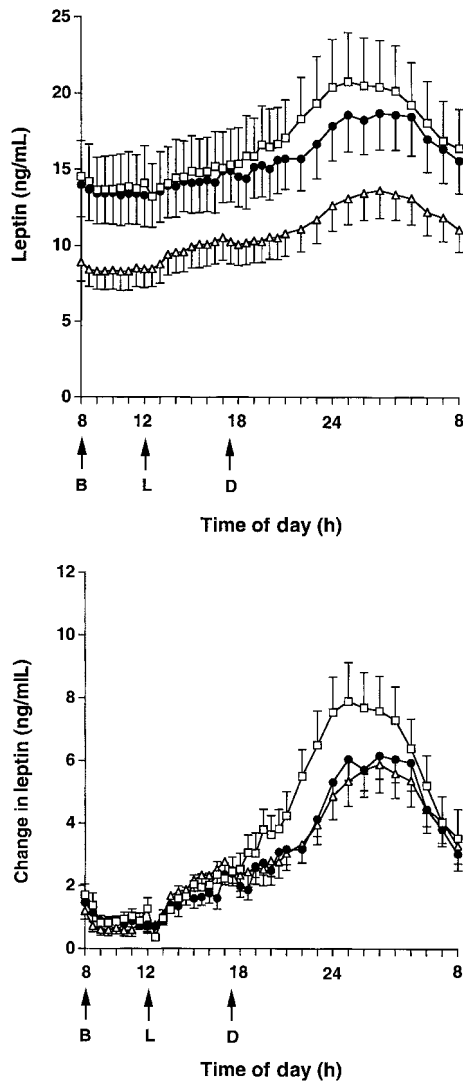 25
20
15
10
5
0
Leptin (ng/mL)
8 12 18 24 8
B L D
Time of day (h)
12
10
8
6
4
2
0
Change in leptin (ng/mlL)
8 12 18 24 8
B L D
Time of day (h)